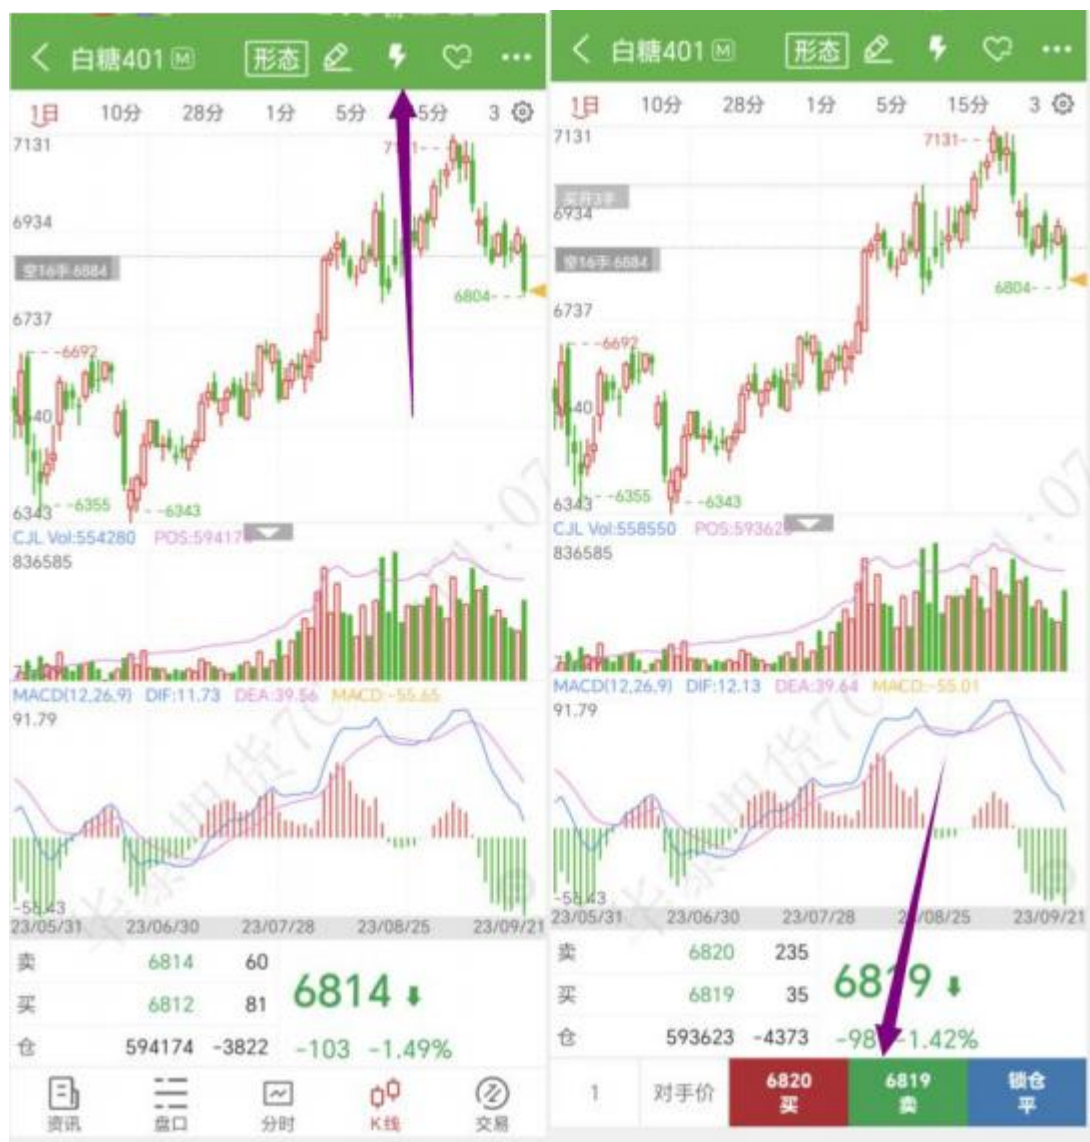 白糖401 M 形态
1日 10分 28分 1分 5分 5分 3
7131
6934
空16手:6884
6804
6737
6692
6355
6343
6343
CJL Vol:554280
836585
MACD(12,26,9) DIF:11.73 DEA:39.56 MACD:-55.65
91.79
23/05/31 23/06/30 23/07/28 23/08/25 23/09/21
卖 6814 60
买 6812 81
6814
仓 594174 -3822
-103 -1.49%
资讯 盘口 分时 K线 交易
白糖401 M 形态
1日 10分 28分 1分 5分 15分 3
7131
7131
买开3手
6934
空16手:6884
6804
6737
6692
6355
6343
6343
CJL Vol:558550
836585
MACD(12,26,9) DIF:12.13 DEA:39.64 MACD:-55.01
91.79
23/05/31 23/06/30 23/07/28 23/08/25 23/09/21
卖 6820 235
买 6819 35
6819
仓 593623 -4373
-98 -1.42%
1 对手价
6820 买
6819 卖
锁仓 平